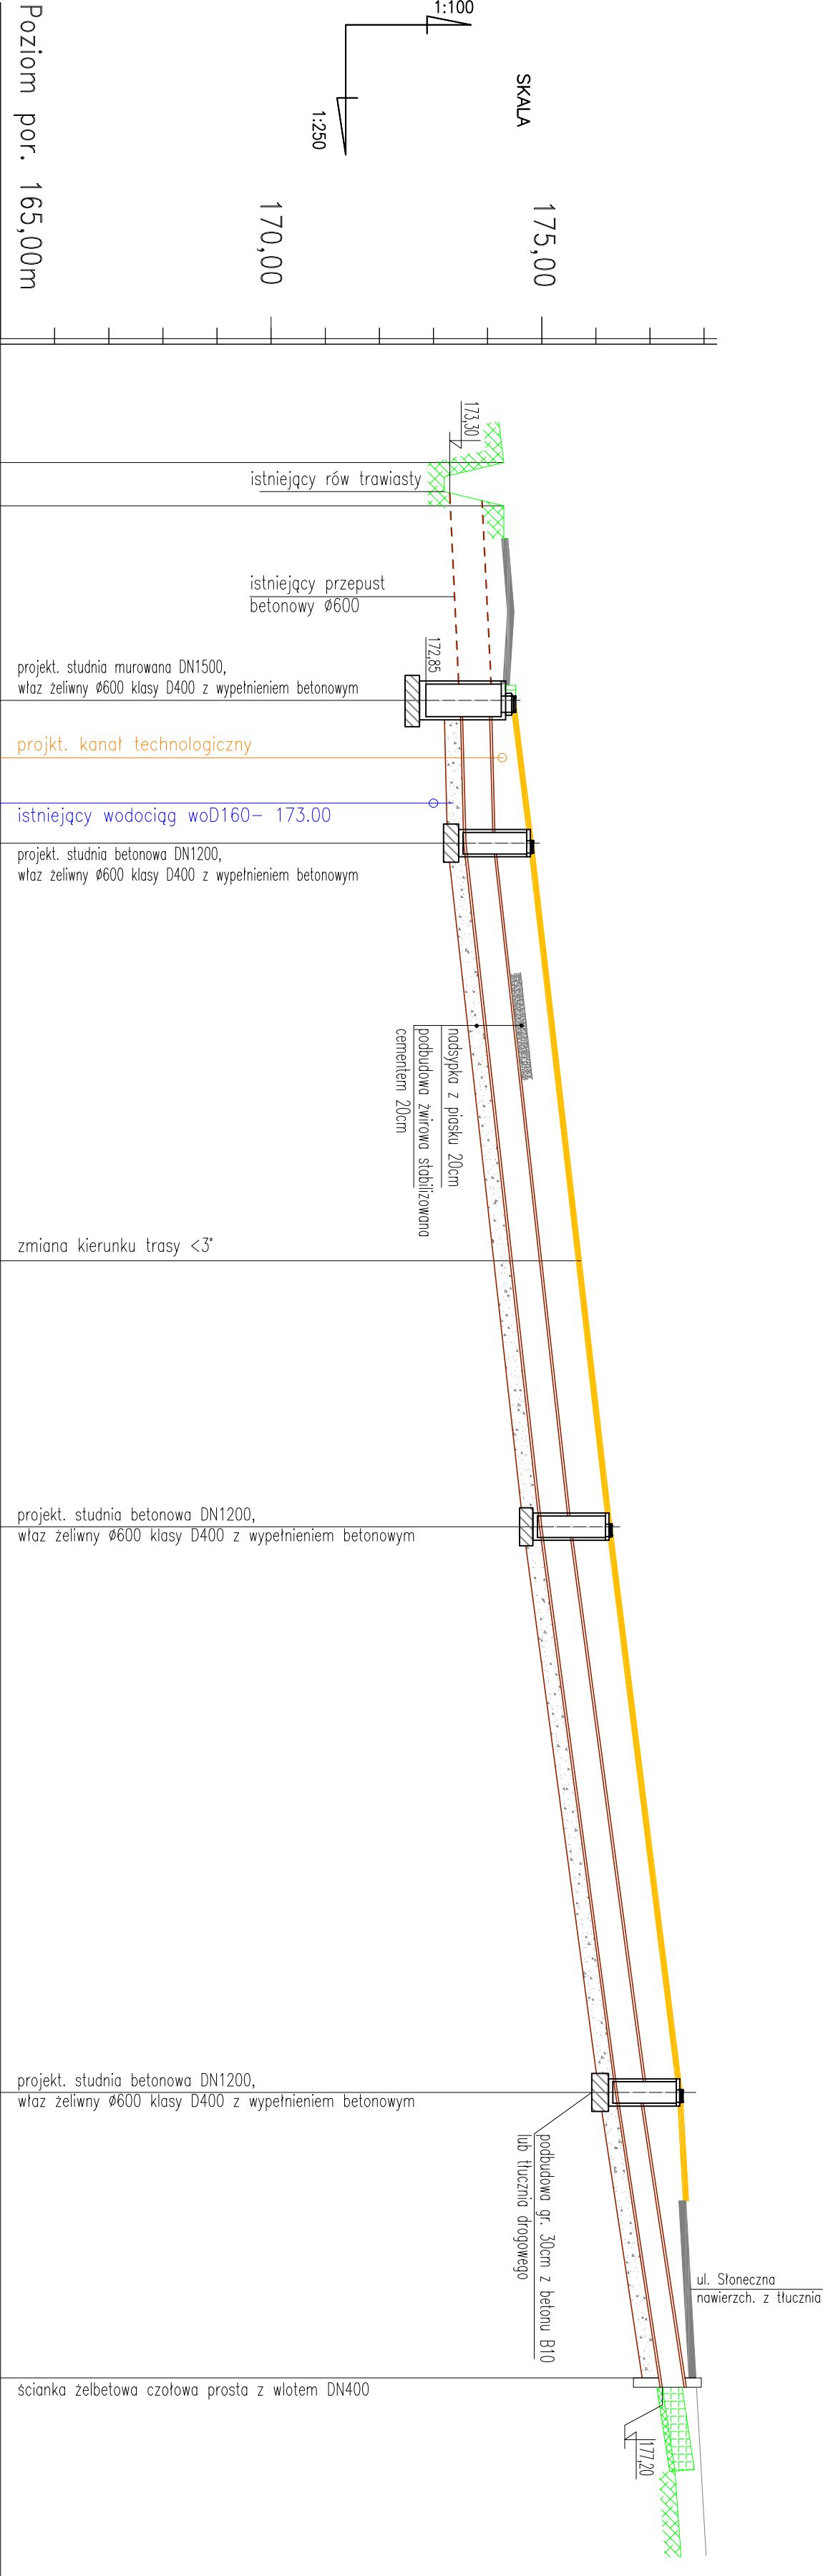 1:100
SKALA
1:250
175,00
170,00
Poziom por. 165,00m
173,30
istniejący rów trawiasty
istniejący przepust
betonowy Ø600
172,85
projekt. studnia murowana DN1500,
właz żeliwny Ø600 klasy D400 z wypełnieniem betonowym
projkt. kanał technologiczny
istniejący wodociąg woD160- 173.00
projekt. studnia betonowa DN1200,
właz żeliwny Ø600 klasy D400 z wypełnieniem betonowym
nadsypka z piasku 20cm
podbudowa żwirowa stabilizowana
cementem 20cm
zmiana kierunku trasy <3°
projekt. studnia betonowa DN1200,
właz żeliwny Ø600 klasy D400 z wypełnieniem betonowym
projekt. studnia betonowa DN1200,
właz żeliwny Ø600 klasy D400 z wypełnieniem betonowym
podbudowa gr. 30cm z betonu B10
lub tłucznia drogowego
ul. Słoneczna
nawierzch. z tłucznia
ścianka żelbetowa czołowa prosta z wlotem DN400
177,20